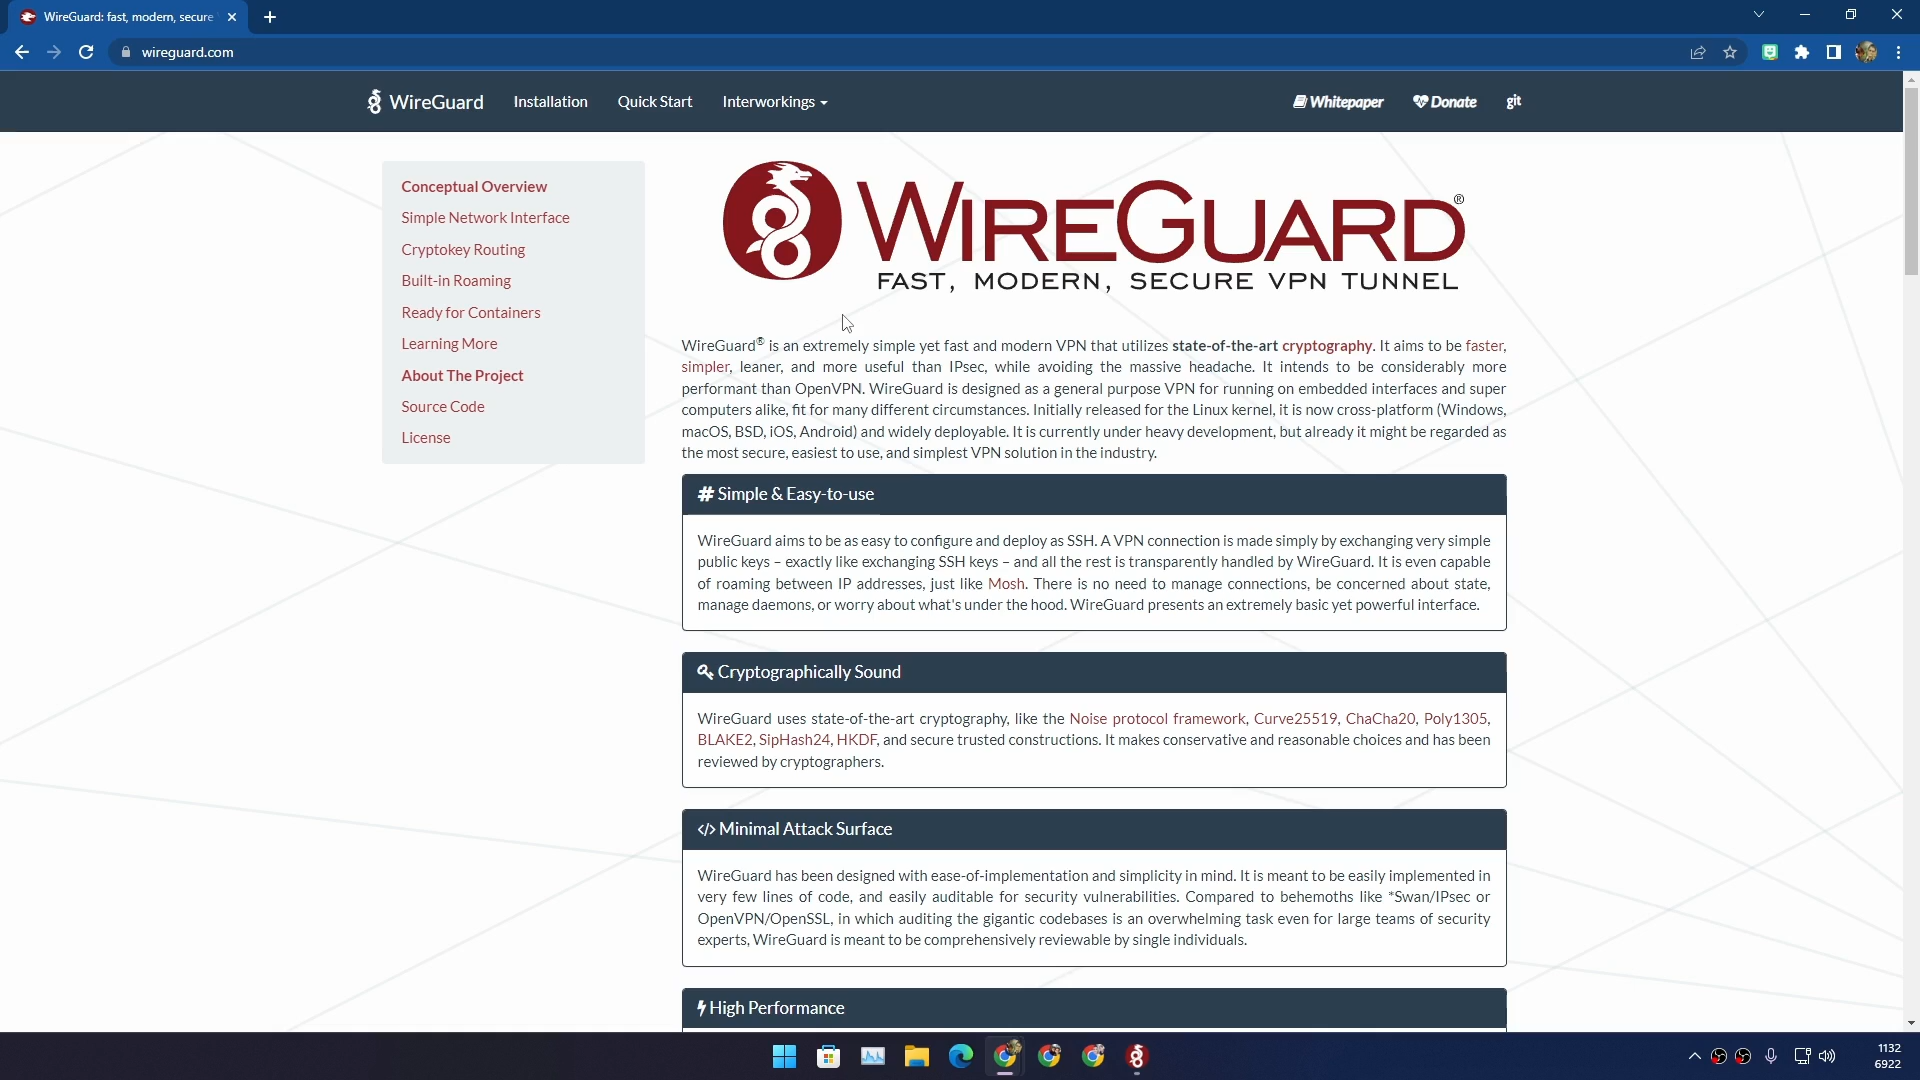 WireGuard: fast, modern, secure
wireguard.com
WireGuard Installation Quick Start Interworkings Whitepaper Donate git
Conceptual Overview
Simple Network Interface
Cryptokey Routing
Built-in Roaming
Ready for Containers
Learning More
About The Project
Source Code
License
WIREGUARD®
FAST, MODERN, SECURE VPN TUNNEL
WireGuard® is an extremely simple yet fast and modern VPN that utilizes state-of-the-art cryptography. It aims to be faster,
simpler, leaner, and more useful than IPsec, while avoiding the massive headache. It intends to be considerably more
performant than OpenVPN. WireGuard is designed as a general purpose VPN for running on embedded interfaces and super
computers alike, fit for many different circumstances. Initially released for the Linux kernel, it is now cross-platform (Windows,
macOS, BSD, iOS, Android) and widely deployable. It is currently under heavy development, but already it might be regarded as
the most secure, easiest to use, and simplest VPN solution in the industry.
# Simple & Easy-to-use
WireGuard aims to be as easy to configure and deploy as SSH. A VPN connection is made simply by exchanging very simple
public keys – exactly like exchanging SSH keys – and all the rest is transparently handled by WireGuard. It is even capable
of roaming between IP addresses, just like Mosh. There is no need to manage connections, be concerned about state,
manage daemons, or worry about what's under the hood. WireGuard presents an extremely basic yet powerful interface.
Cryptographically Sound
WireGuard uses state-of-the-art cryptography, like the Noise protocol framework, Curve25519, ChaCha20, Poly1305,
BLAKE2, SipHash24, HKDF, and secure trusted constructions. It makes conservative and reasonable choices and has been
reviewed by cryptographers.
</> Minimal Attack Surface
WireGuard has been designed with ease-of-implementation and simplicity in mind. It is meant to be easily implemented in
very few lines of code, and easily auditable for security vulnerabilities. Compared to behemoths like *Swan/IPsec or
OpenVPN/OpenSSL, in which auditing the gigantic codebases is an overwhelming task even for large teams of security
experts, WireGuard is meant to be comprehensively reviewable by single individuals.
High Performance
1132
6922